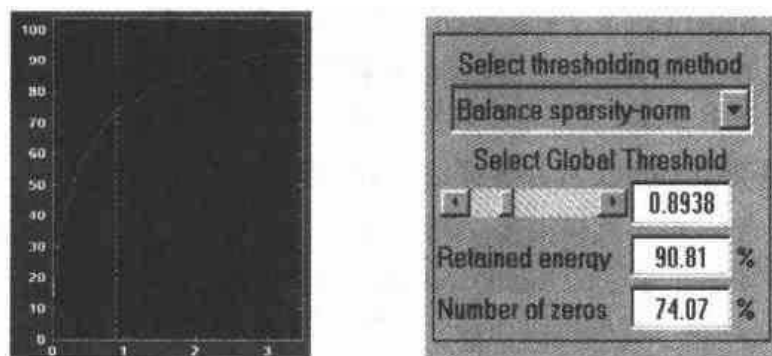 100
90
80
70
60
50
40
30
20
10
0
0 1 2 3
Select thresholding method
Balance sparsity-norm
Select Global Threshold
0.8938
Retained energy 90.81 %
Number of zeros 74.07 %